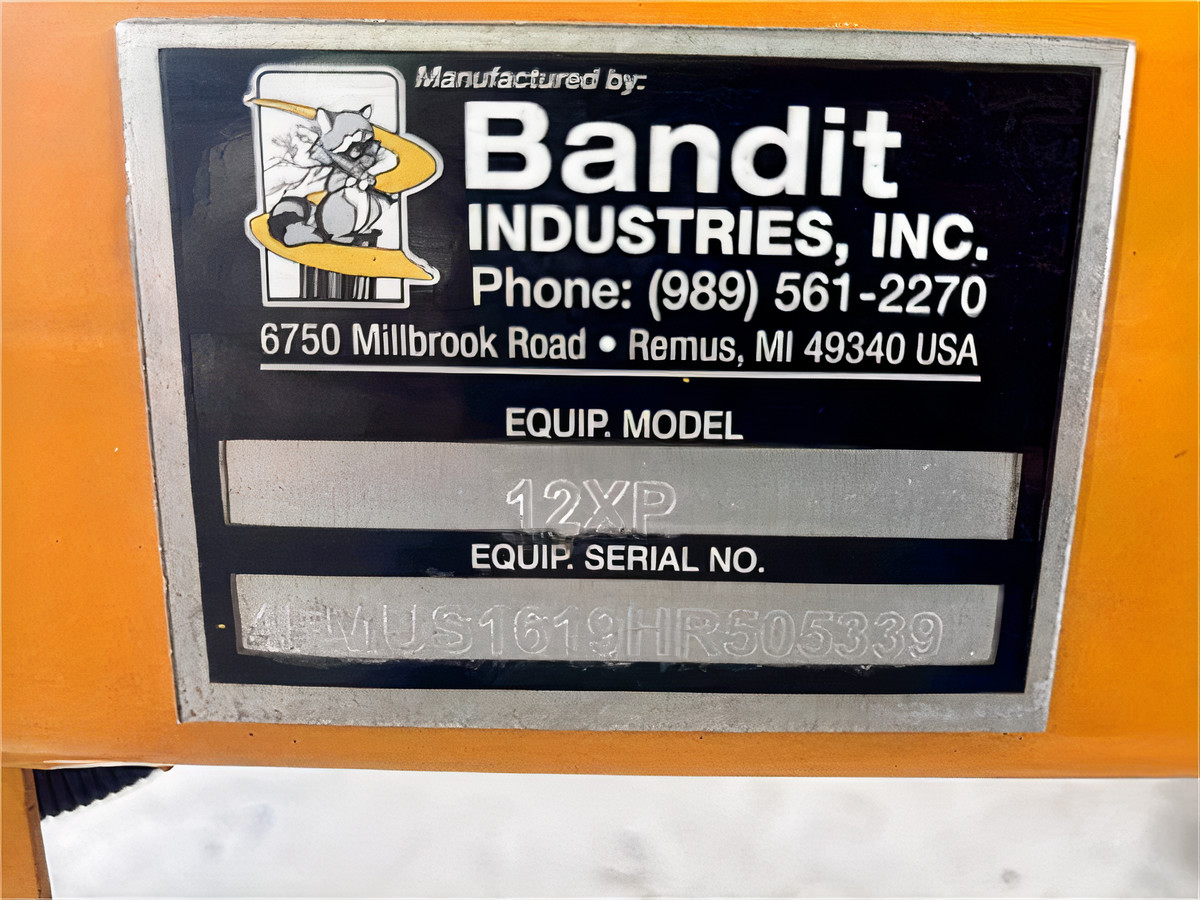 Manufactured by:
Bandit
INDUSTRIES, INC.
Phone: (989) 561-2270
6750 Millbrook Road • Remus, MI 49340 USA
EQUIP. MODEL
12XP
EQUIP. SERIAL NO.
4FMUS1619HR505339